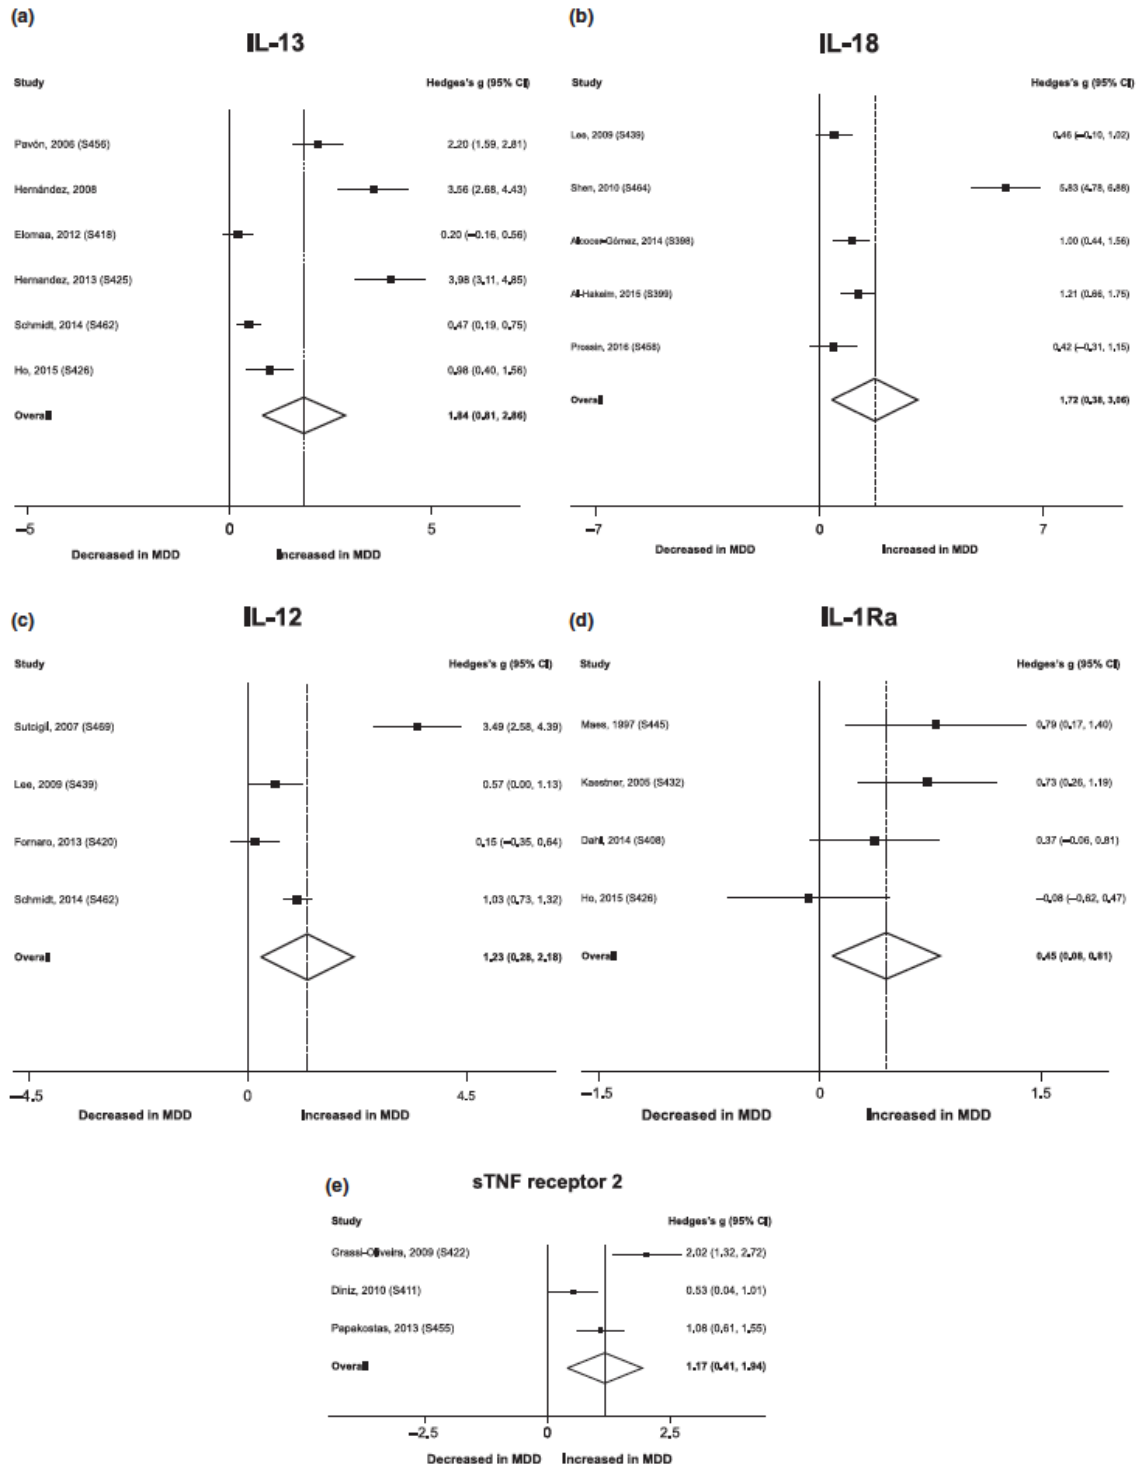 (a)
IL-13
Study Hedges's g (95% CI)
Pavón, 2006 (S456) 2.20 (1.59, 2.81)
Hernández, 2008 3.56 (2.68, 4.43)
Elomaa, 2012 (S418) 0.20 (−0.16, 0.56)
Hernandez, 2013 (S425) 3.98 (3.11, 4.85)
Schmidt, 2014 (S462) 0.47 (0.19, 0.75)
Ho, 2015 (S426) 0.98 (0.40, 1.56)
Overall 1.84 (0.81, 2.86)
−5 0 5
Decreased in MDD Increased in MDD
(b)
IL-18
Study Hedges's g (95% CI)
Lee, 2009 (S439) 0.46 (−0.10, 1.02)
Shen, 2010 (S464) 5.83 (4.78, 6.88)
Alcocer-Gómez, 2014 (S398) 1.00 (0.44, 1.56)
Al-Hakeim, 2015 (S399) 1.21 (0.66, 1.75)
Prossin, 2016 (S458) 0.42 (−0.31, 1.15)
Overall 1.72 (0.38, 3.06)
−7 0 7
Decreased in MDD Increased in MDD
(c)
IL-12
Study Hedges's g (95% CI)
Sutcigil, 2007 (S469) 3.49 (2.58, 4.39)
Lee, 2009 (S439) 0.57 (0.00, 1.13)
Fornaro, 2013 (S420) 0.15 (−0.35, 0.64)
Schmidt, 2014 (S462) 1.03 (0.73, 1.32)
Overall 1.23 (0.28, 2.18)
−4.5 0 4.5
Decreased in MDD Increased in MDD
(d)
IL-1Ra
Study Hedges's g (95% CI)
Maes, 1997 (S445) 0.79 (0.17, 1.40)
Kaestner, 2005 (S432) 0.73 (0.26, 1.19)
Dahl, 2014 (S408) 0.37 (−0.06, 0.81)
Ho, 2015 (S426) −0.08 (−0.62, 0.47)
Overall 0.45 (0.08, 0.81)
−1.5 0 1.5
Decreased in MDD Increased in MDD
(e)
sTNF receptor 2
Study Hedges's g (95% CI)
Grassi-Oliveira, 2009 (S422) 2.02 (1.32, 2.72)
Diniz, 2010 (S411) 0.53 (0.04, 1.01)
Papakostas, 2013 (S455) 1.08 (0.61, 1.55)
Overall 1.17 (0.41, 1.94)
−2.5 0 2.5
Decreased in MDD Increased in MDD